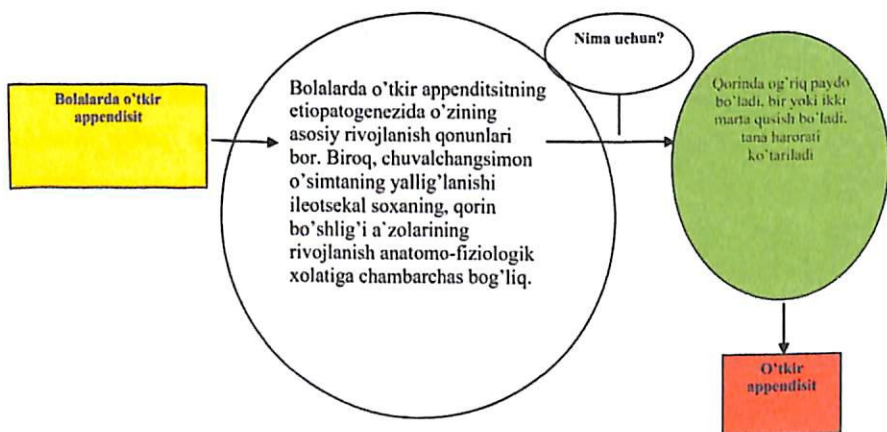 Bolalarda o'tkir
appendisit
Bolalarda o'tkir appenditsitning
etiopatogenezida o'zining
asosiy rivojlanish qonunlari
bor. Biroq, chuvalchangsimon
o'simtaning yallig'lanishi
ileotsekal soxaning, qorin
bo'shlig'i a'zolarining
rivojlanish anatomo-fiziologik
xolatiga chambarchas bog'liq.
Nima uchun?
Qorinda og'riq paydo
bo'ladi, bir yoki ikki
marta qusish bo'ladi,
tana harorati
ko'tariladi
O'tkir
appendisit